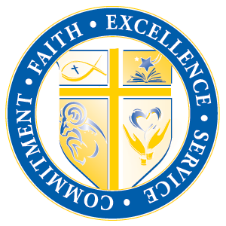 FAITH • EXCELLENCE • SERVICE • COMMITMENT •